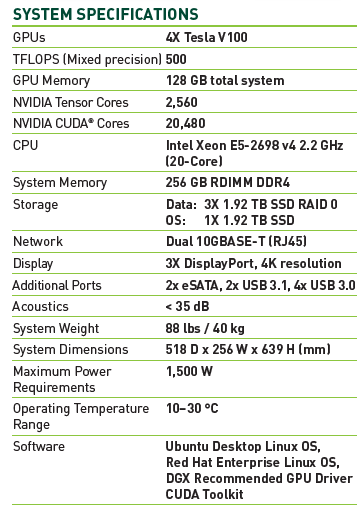 SYSTEM SPECIFICATIONS
GPUs 4X Tesla V100
TFLOPS (Mixed precision) 500
GPU Memory 128 GB total system
NVIDIA Tensor Cores 2,560
NVIDIA CUDA® Cores 20,480
CPU Intel Xeon E5-2698 v4 2.2 GHz
(20-Core)
System Memory 256 GB RDIMM DDR4
Storage Data: 3X 1.92 TB SSD RAID 0
OS: 1X 1.92 TB SSD
Network Dual 10GBASE-T (RJ45)
Display 3X DisplayPort, 4K resolution
Additional Ports 2x eSATA, 2x USB 3.1, 4x USB 3.0
Acoustics < 35 dB
System Weight 88 lbs / 40 kg
System Dimensions 518 D x 256 W x 639 H (mm)
Maximum Power 1,500 W
Requirements
Operating Temperature 10–30 °C
Range
Software Ubuntu Desktop Linux OS,
Red Hat Enterprise Linux OS,
DGX Recommended GPU Driver
CUDA Toolkit